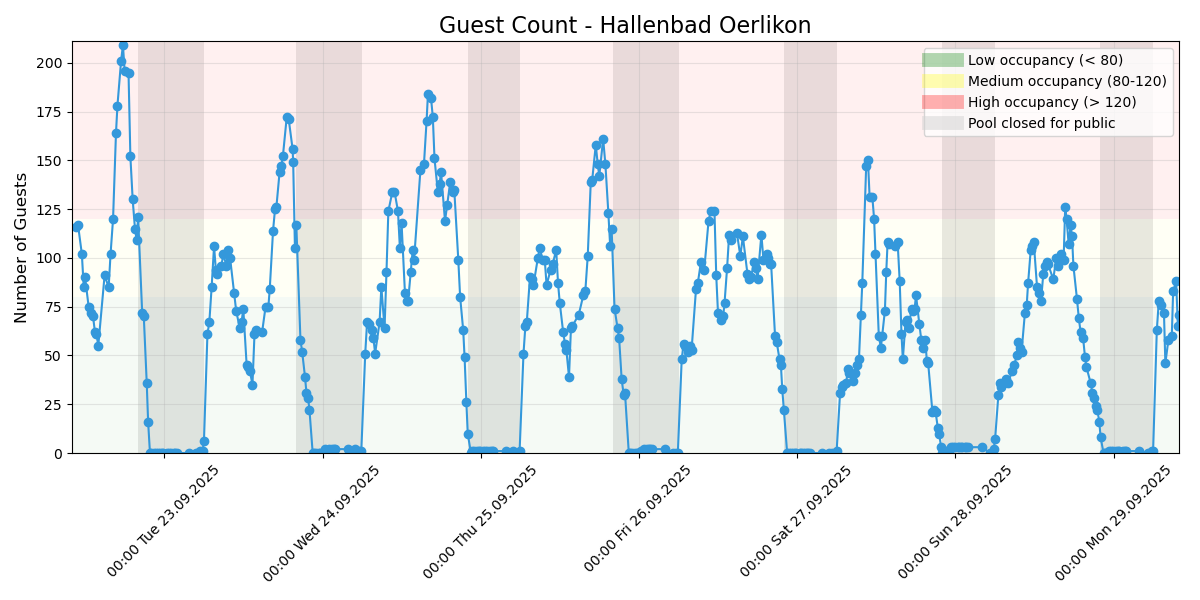 Guest Count - Hallenbad Oerlikon
Number of Guests
200
175
150
125
100
75
50
25
0
Low occupancy (< 80)
Medium occupancy (80-120)
High occupancy (> 120)
Pool closed for public
00:00 Tue 23.09.2025
00:00 Wed 24.09.2025
00:00 Thu 25.09.2025
00:00 Fri 26.09.2025
00:00 Sat 27.09.2025
00:00 Sun 28.09.2025
00:00 Mon 29.09.2025